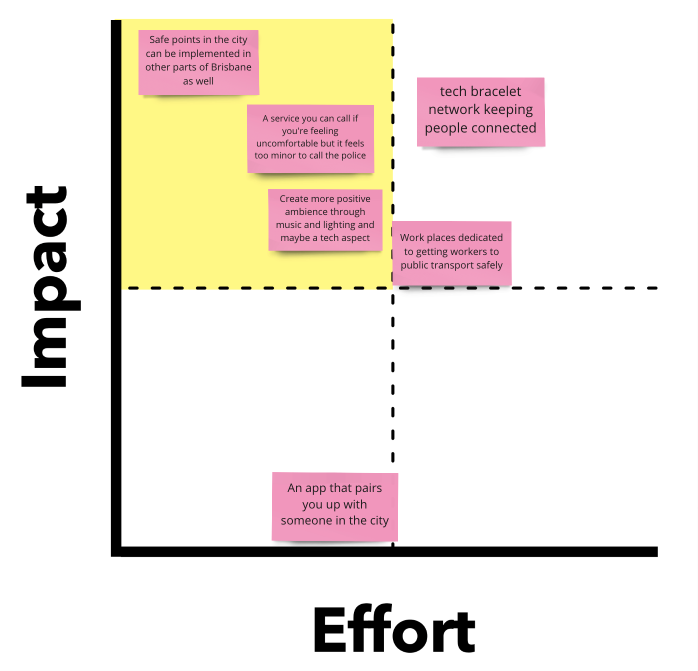 Safe points in the city
can be implemented in
other parts of Brisbane
as well
tech bracelet
network keeping
people connected
A service you can call if
you're feeling
uncomfortable but it feels
too minor to call the police
Create more positive
ambience through
music and lighting and
maybe a tech aspect
Work places dedicated
to getting workers to
public transport safely
An app that pairs
you up with
someone in the city
Impact
Effort